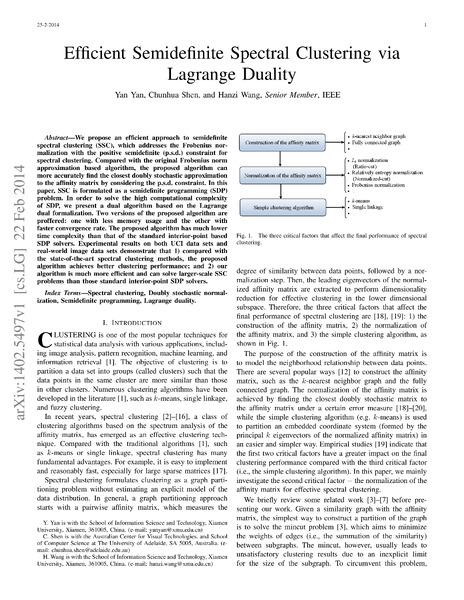 25-2-2014
1
Efficient Semidefinite Spectral Clustering via
Lagrange Duality
Yan Yan, Chunhua Shen, and Hanzi Wang, Senior Member, IEEE
arXiv:1402.5497v1 [cs.LG] 22 Feb 2014
Abstract—We propose an efficient approach to semidefinite
spectral clustering (SSC), which addresses the Frobenius nor-
malization with the positive semidefinite (p.s.d.) constraint for
spectral clustering. Compared with the original Frobenius norm
approximation based algorithm, the proposed algorithm can
more accurately find the closest doubly stochastic approximation
to the affinity matrix by considering the p.s.d. constraint. In this
paper, SSC is formulated as a semidefinite programming (SDP)
problem. In order to solve the high computational complexity
of SDP, we present a dual algorithm based on the Lagrange
dual formalization. Two versions of the proposed algorithm are
proffered: one with less memory usage and the other with
faster convergence rate. The proposed algorithm has much lower
time complexity than that of the standard interior-point based
SDP solvers. Experimental results on both UCI data sets and
real-world image data sets demonstrate that 1) compared with
the state-of-the-art spectral clustering methods, the proposed
algorithm achieves better clustering performance; and 2) our
algorithm is much more efficient and can solve larger-scale SSC
problems than those standard interior-point SDP solvers.
Index Terms—Spectral clustering, Doubly stochastic normal-
ization, Semidefinite programming, Lagrange duality.
I. INTRODUCTION
CLUSTERING is one of the most popular techniques for
statistical data analysis with various applications, includ-
ing image analysis, pattern recognition, machine learning, and
information retrieval [1]. The objective of clustering is to
partition a data set into groups (called clusters) such that the
data points in the same cluster are more similar than those
in other clusters. Numerous clustering algorithms have been
developed in the literature [1], such as k-means, single linkage,
and fuzzy clustering.
In recent years, spectral clustering [2]–[16], a class of
clustering algorithms based on the spectrum analysis of the
affinity matrix, has emerged as an effective clustering tech-
nique. Compared with the traditional algorithms [1], such
as k-means or single linkage, spectral clustering has many
fundamental advantages. For example, it is easy to implement
and reasonably fast, especially for large sparse matrices [17].
Spectral clustering formulates clustering as a graph parti-
tioning problem without estimating an explicit model of the
data distribution. In general, a graph partitioning approach
starts with a pairwise affinity matrix, which measures the
Y. Yan is with the School of Information Science and Technology, Xiamen
University, Xiamen, 361005, China. (e-mail: yanyan@xmu.edu.cn)
C. Shen is with the Australian Center for Visual Technologies, and School
of Computer Science at The University of Adelaide, SA 5005, Australia. (e-
mail: chunhua.shen@adelaide.edu.au)
H. Wang is with the School of Information Science and Technology, Xiamen
University, Xiamen, 361005, China. (e-mail: hanzi.wang@xmu.edu.cn)
Construction of the affinity matrix
k-nearest neighbor graph
Fully connected graph
Normalization of the affinity matrix
L1 normalization
(Ratio-cut)
Relatively entropy normalization
(Normalized-cut)
Frobenius normalization
Simple clustering algorithm
k-means
Single linkage
Fig. 1. The three critical factors that affect the final performance of spectral
clustering.
degree of similarity between data points, followed by a nor-
malization step. Then, the leading eigenvectors of the normal-
ized affinity matrix are extracted to perform dimensionality
reduction for effective clustering in the lower dimensional
subspace. Therefore, the three critical factors that affect the
final performance of spectral clustering are [18], [19]: 1) the
construction of the affinity matrix, 2) the normalization of
the affinity matrix, and 3) the simple clustering algorithm, as
shown in Fig. 1.
The purpose of the construction of the affinity matrix is
to model the neighborhood relationship between data points.
There are several popular ways [12] to construct the affinity
matrix, such as the k-nearest neighbor graph and the fully
connected graph. The normalization of the affinity matrix is
achieved by finding the closest doubly stochastic matrix to
the affinity matrix under a certain error measure [18]–[20],
while the simple clustering algorithm (e.g. k-means) is used
to partition an embedded coordinate system (formed by the
principal k eigenvectors of the normalized affinity matrix) in
an easier and simpler way. Empirical studies [19] indicate that
the first two critical factors have a greater impact on the final
clustering performance compared with the third critical factor
(i.e., the simple clustering algorithm). In this paper, we mainly
investigate the second critical factor – the normalization of the
affinity matrix for effective spectral clustering.
We briefly review some related work [3]–[7] before pre-
senting our work. Given a similarity graph with the affinity
matrix, the simplest way to construct a partition of the graph
is to solve the mincut problem [3], which aims to minimize
the weights of edges (i.e., the summation of the similarity)
between subgraphs. The mincut, however, usually leads to
unsatisfactory clustering results due to an inexplicit limit
for the size of the subgraph. To circumvent this problem,